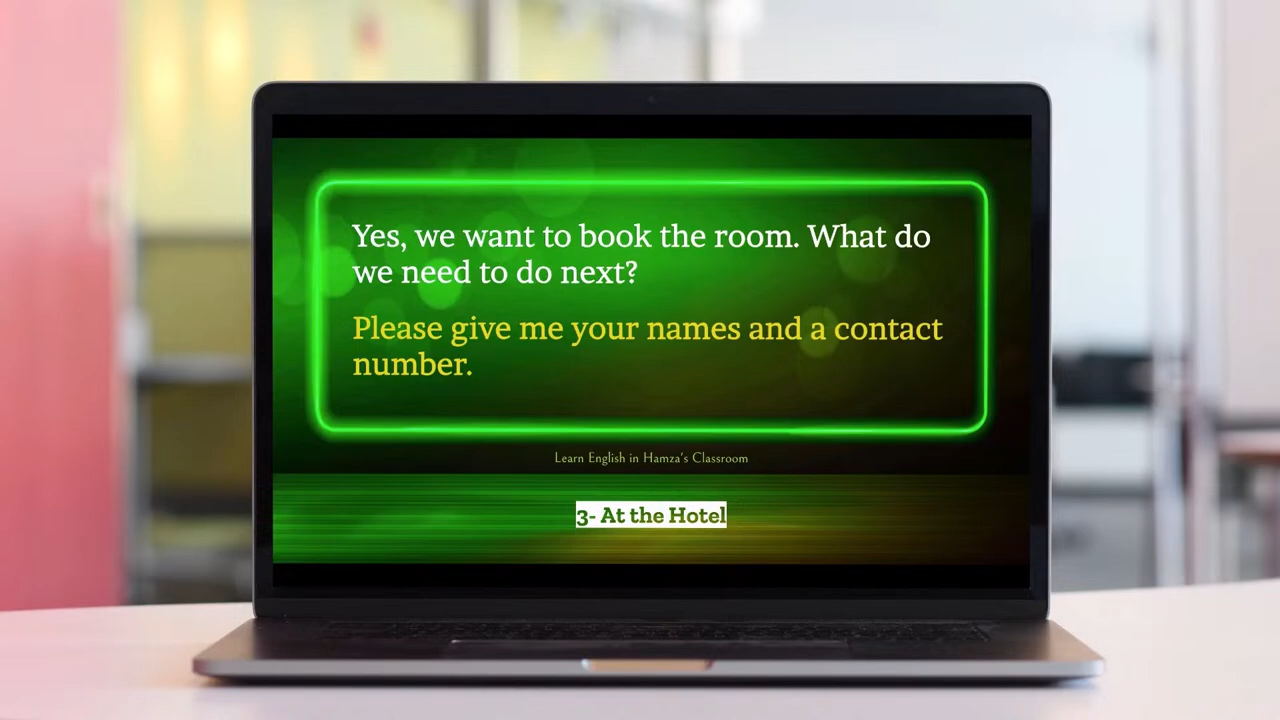 Yes, we want to book the room. What do
we need to do next?
Please give me your names and a contact
number.
Learn English in Hamza's Classroom
3- At the Hotel